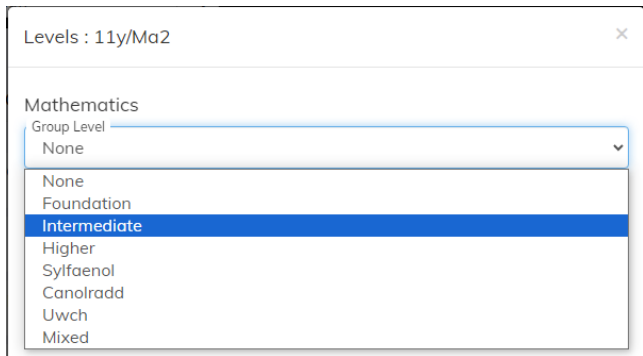 Levels : 11y/Ma2 ×
Mathematics
Group Level
None
None
Foundation
Intermediate
Higher
Sylfaenol
Canolradd
Uwch
Mixed